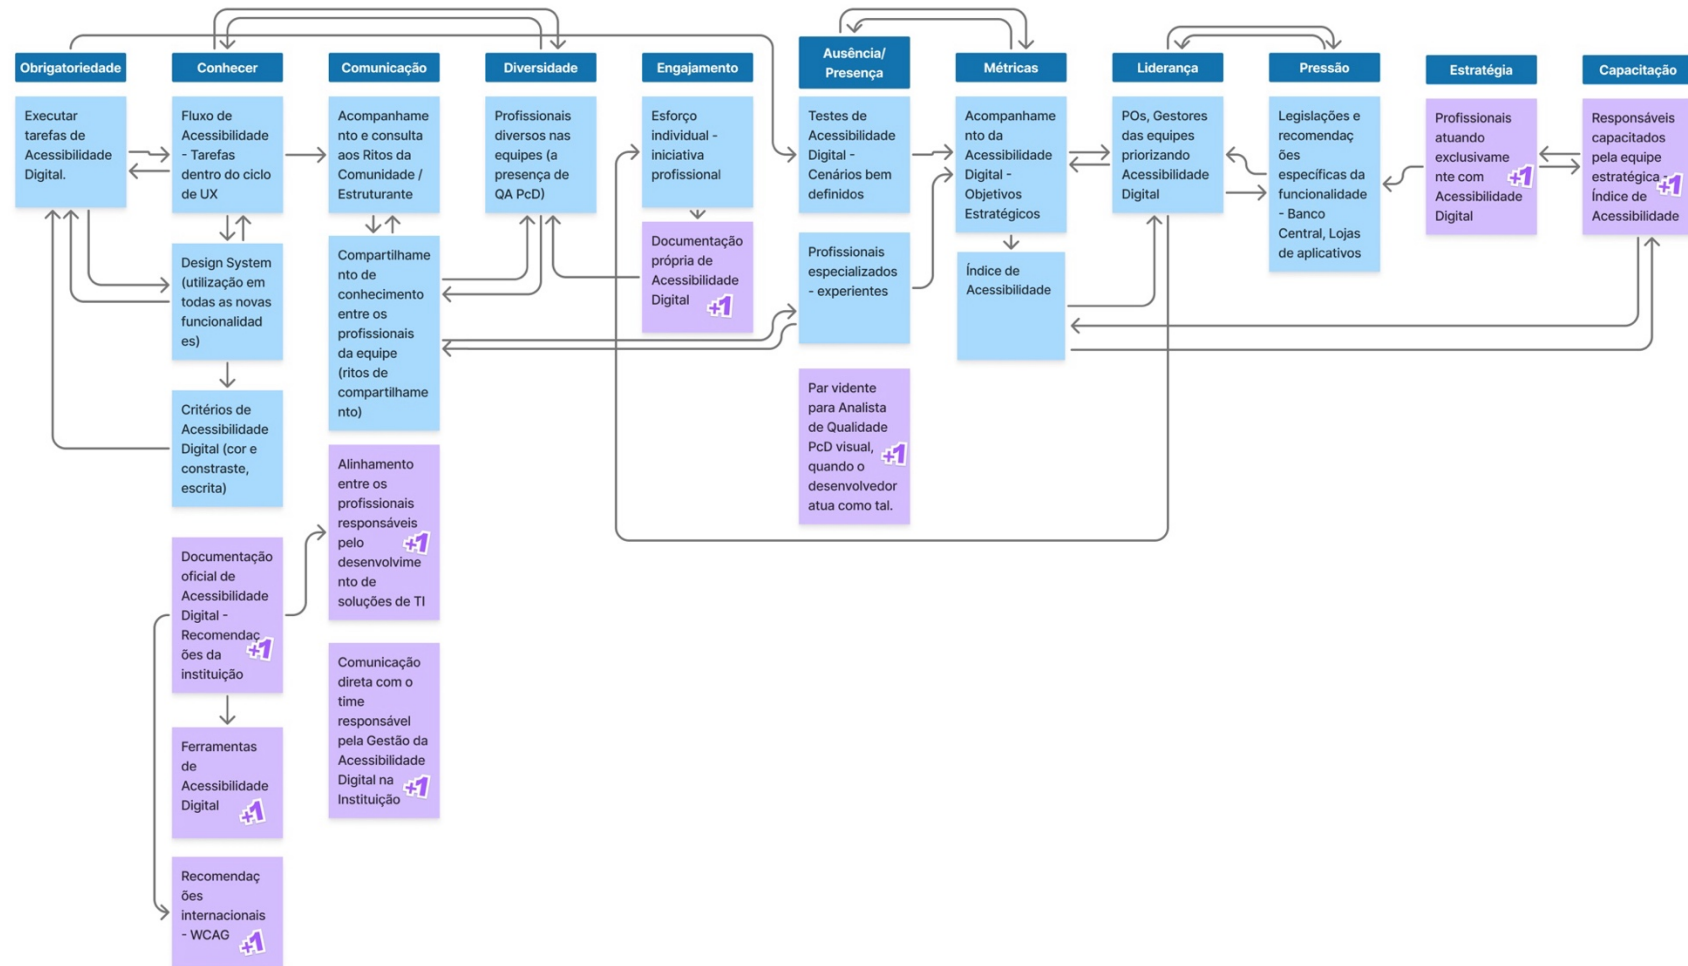 Obrigatoriedade
Executar
tarefas de
Acessibilidade
Digital.
Conhecer
Fluxo de
Acessibilidade
- Tarefas
dentro do ciclo
de UX
Design System
(utilização em
todas as novas
funcionalidad
es)
Critérios de
Acessibilidade
Digital (cor e
constraste,
escrita)
Documentação
oficial de
Acessibilidade
Digital -
Recomendaç
ões da
instituição
+1
Ferramentas
de
Acessibilidade
Digital
+1
Recomendaç
ões
internacionais
- WCAG
+1
Comunicação
Acompanhame
nto e consulta
aos Ritos da
Comunidade /
Estruturante
Compartilhame
nto de
conhecimento
entre os
profissionais
da equipe
(ritos de
compartilhame
nto)
Alinhamento
entre os
profissionais
responsáveis
pelo
desenvolvime
nto de
soluções de TI
+1
Comunicação
direta com o
time
responsável
pela Gestão da
Acessibilidade
Digital na
Instituição
+1
Diversidade
Profissionais
diversos nas
equipes (a
presença de
QA PcD)
Engajamento
Esforço
individual -
iniciativa
profissional
Documentação
própria de
Acessibilidade
Digital
+1
Ausência/
Presença
Testes de
Acessibilidade
Digital -
Cenários bem
definidos
Profissionais
especializados
- experientes
Par vidente
para Analista
de Qualidade
PcD visual,
quando o
desenvolvedor
atua como tal.
+1
Métricas
Acompanhame
nto da
Acessibilidade
Digital -
Objetivos
Estratégicos
Índice de
Acessibilidade
Liderança
POs, Gestores
das equipes
priorizando
Acessibilidade
Digital
Pressão
Legislações e
recomendaç
ões
específicas da
funcionalidade
- Banco
Central, Lojas
de aplicativos
Estratégia
Profissionais
atuando
exclusivame
nte com
Acessibilidade
Digital
+1
Capacitação
Responsáveis
capacitados
pela equipe
estratégica -
Índice de
Acessibilidade
+1